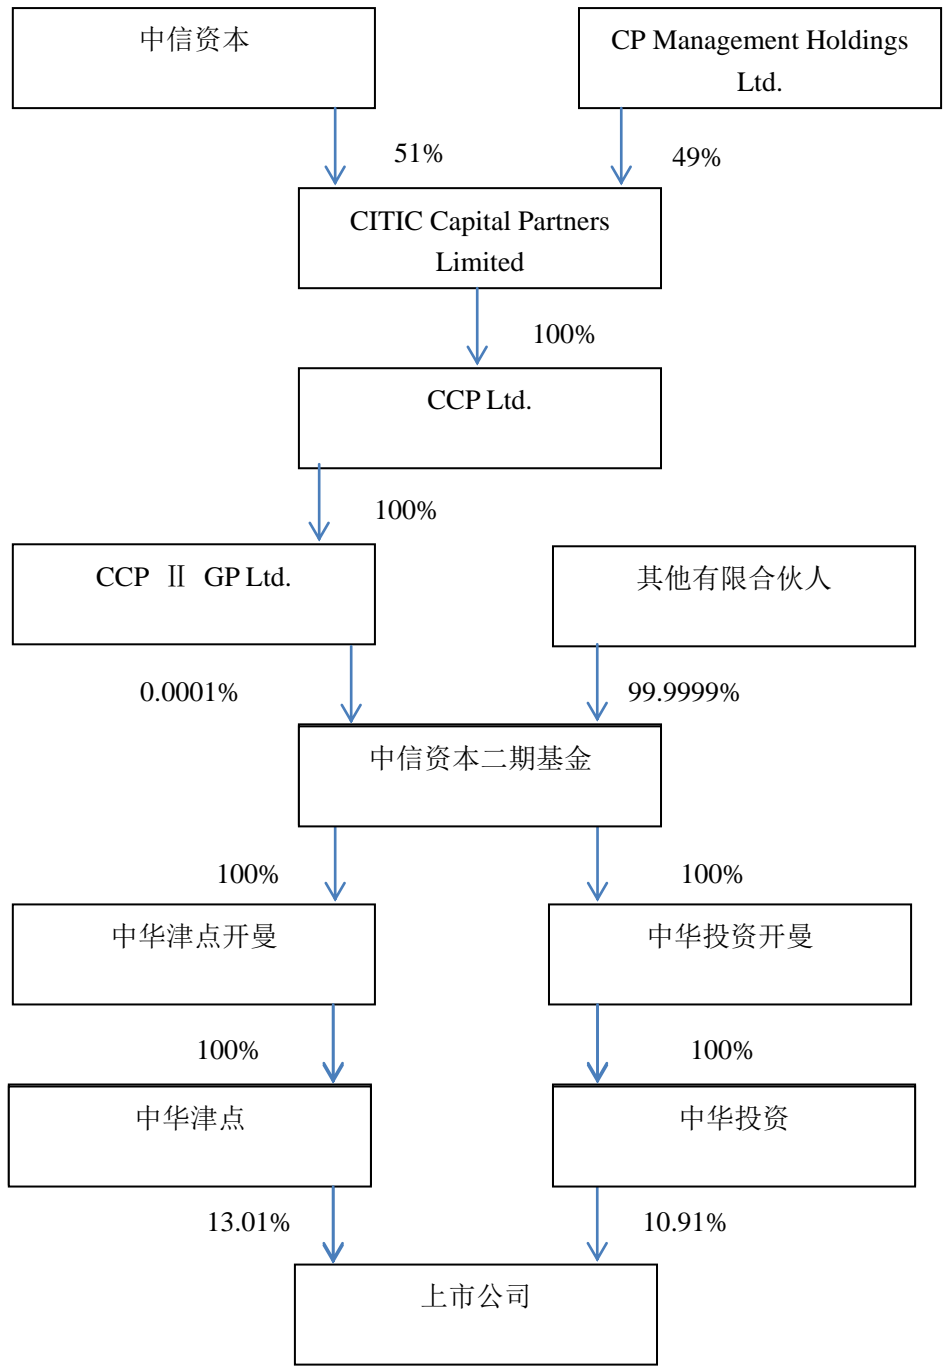 中信资本
CP Management Holdings
Ltd.
51%
49%
CITIC Capital Partners
Limited
100%
CCP Ltd.
100%
CCP Ⅱ GP Ltd.
其他有限合伙人
0.0001%
99.9999%
中信资本二期基金
100%
100%
中华津点开曼
中华投资开曼
100%
100%
中华津点
中华投资
13.01%
10.91%
上市公司